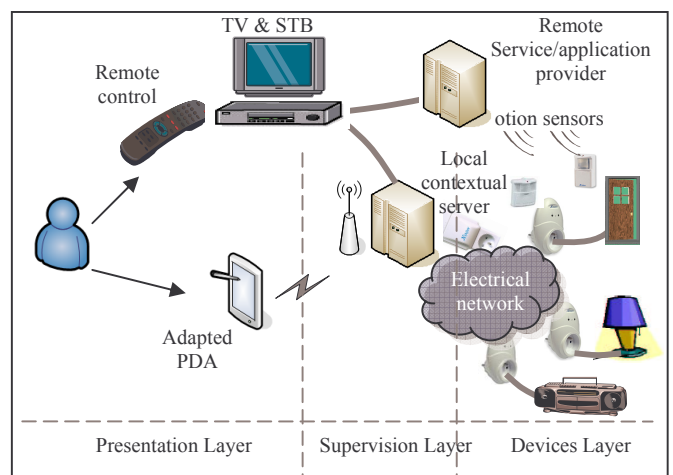 TV & STB
Remote
Service/application
provider
Remote
control
otion sensors
Local
contextual
server
Electrical
network
Adapted
PDA
Presentation Layer
Supervision Layer
Devices Layer